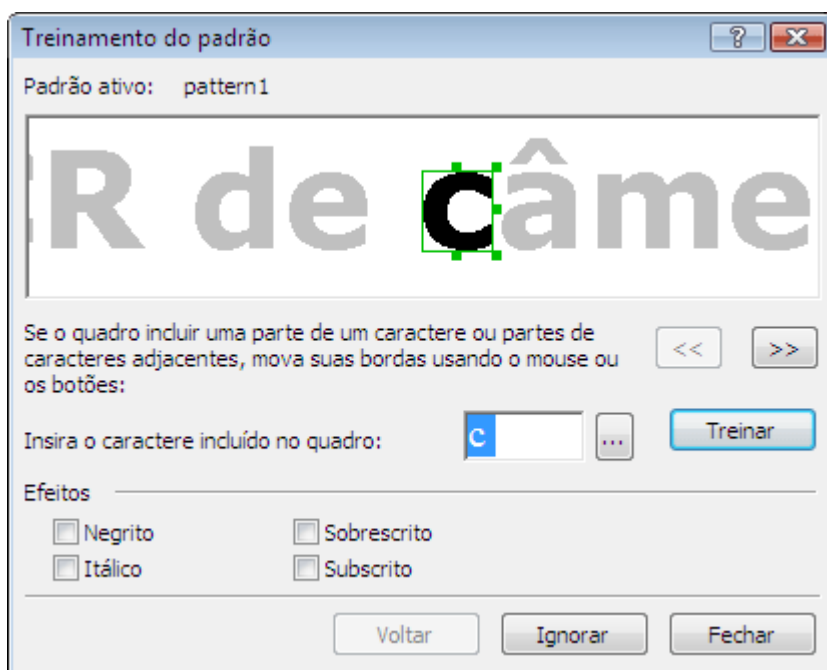 Treinamento do padrão
Padrão ativo: pattern1
R de câme
Se o quadro incluir uma parte de um caractere ou partes de
caracteres adjacentes, mova suas bordas usando o mouse ou
os botões:
<< >>
Insira o caractere incluído no quadro: c ... Treinar
Efeitos
Negrito Sobrescrito
Itálico Subscrito
Voltar Ignorar Fechar